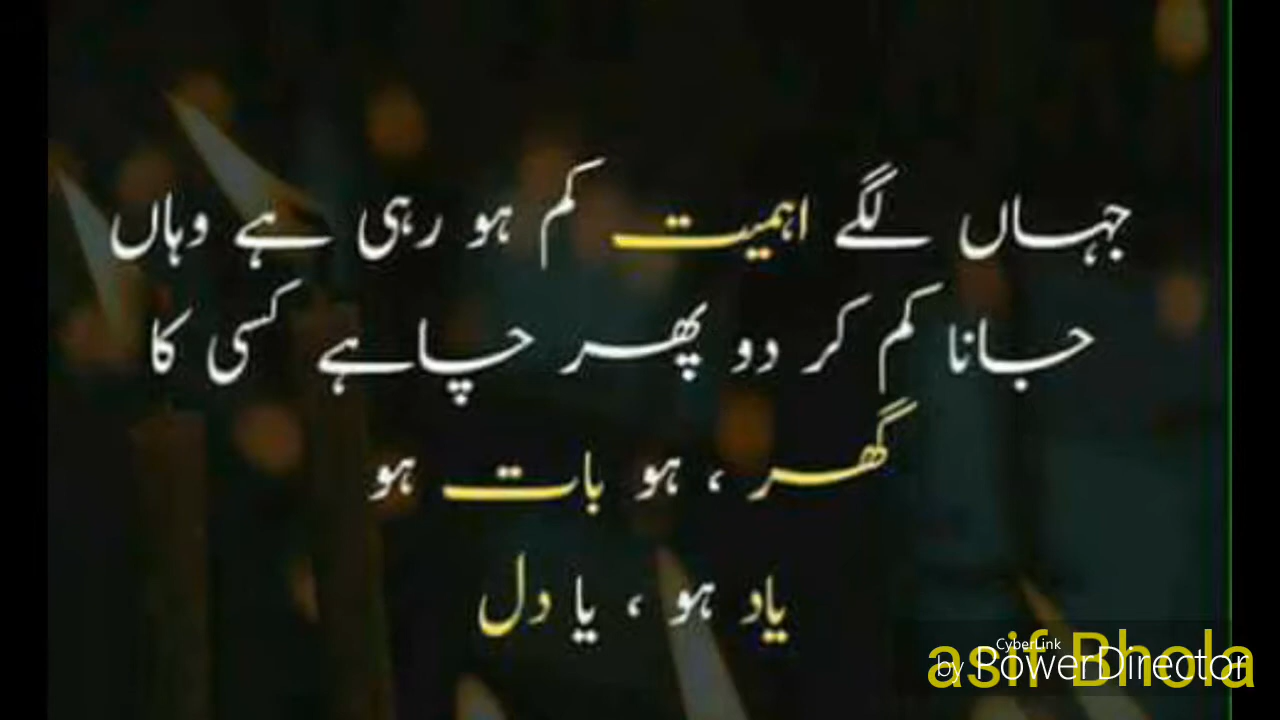 جہاں لگے اہمیت کم ہو رہی ہے وہاں
جانا کم کر دو پھر چاہے کسی کا
گھر ، ہو بات ہو
یاد ہو ، یا دل
asif Bhola
CyberLink
by PowerDirector